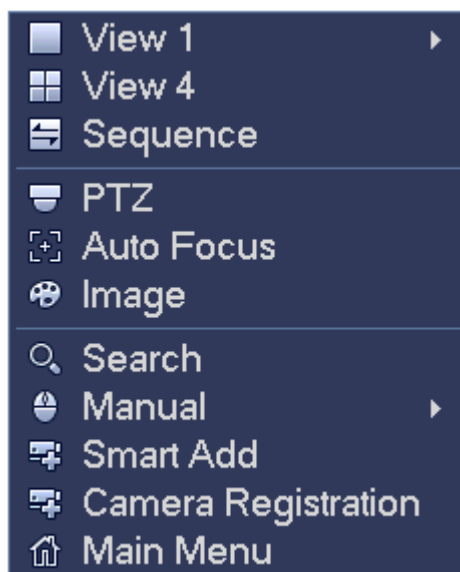 View 1
View 4
Sequence
PTZ
Auto Focus
Image
Search
Manual
Smart Add
Camera Registration
Main Menu